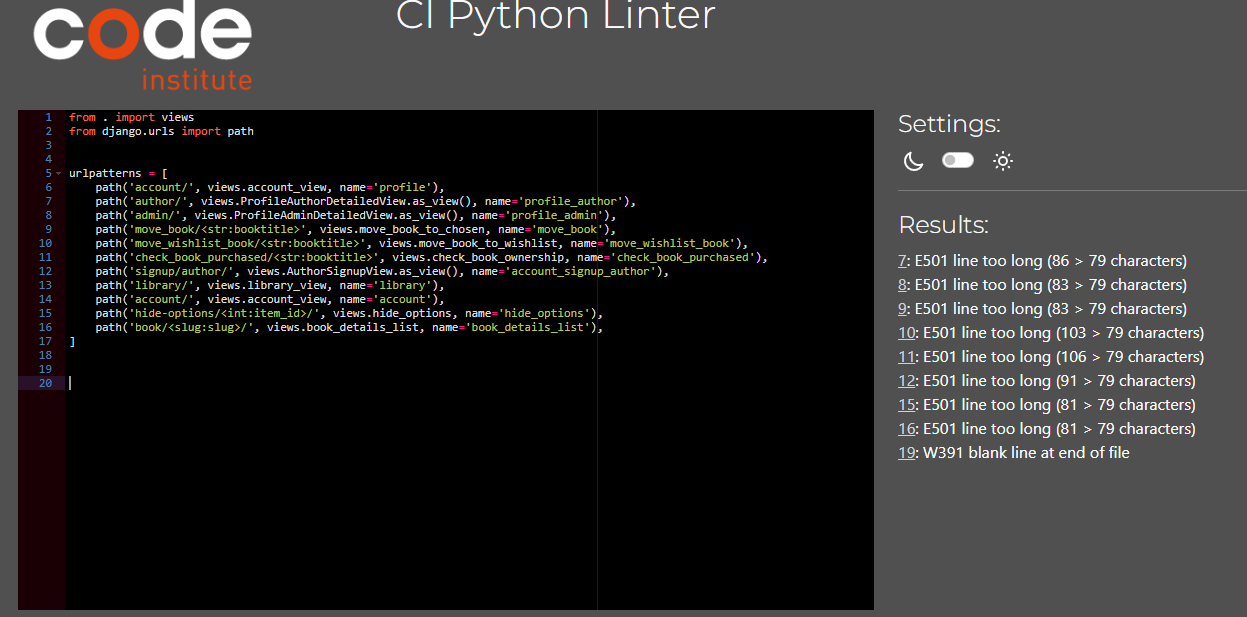 code
institute
CI Python Linter
1 from . import views
2 from django.urls import path
3
4
5 urlpatterns = [
6 path('account/', views.account_view, name='profile'),
7 path('author/', views.ProfileAuthorDetailedView.as_view(), name='profile_author'),
8 path('admin/', views.ProfileAdminDetailedView.as_view(), name='profile_admin'),
9 path('move_book/<str:booktitle>', views.move_book_to_chosen, name='move_book'),
10 path('move_wishlist_book/<str:booktitle>', views.move_book_to_wishlist, name='move_wishlist_book'),
11 path('check_book_purchased/<str:booktitle>', views.check_book_ownership, name='check_book_purchased'),
12 path('signup/author/', views.AuthorSignupView.as_view(), name='account_signup_author'),
13 path('library/', views.library_view, name='library'),
14 path('account/', views.account_view, name='account'),
15 path('hide-options/<int:item_id>/', views.hide_options, name='hide_options'),
16 path('book/<slug:slug>/', views.book_details_list, name='book_details_list'),
17 ]
18
19
20
Settings:
Results:
7: E501 line too long (86 > 79 characters)
8: E501 line too long (83 > 79 characters)
9: E501 line too long (83 > 79 characters)
10: E501 line too long (103 > 79 characters)
11: E501 line too long (106 > 79 characters)
12: E501 line too long (91 > 79 characters)
15: E501 line too long (81 > 79 characters)
16: E501 line too long (81 > 79 characters)
19: W391 blank line at end of file